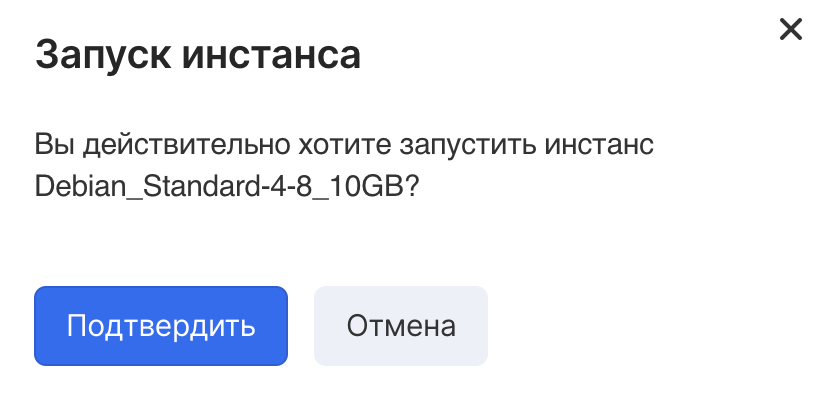 Запуск инстанса
Вы действительно хотите запустить инстанс
Debian_Standard-4-8_10GB?
Подтвердить
Отмена